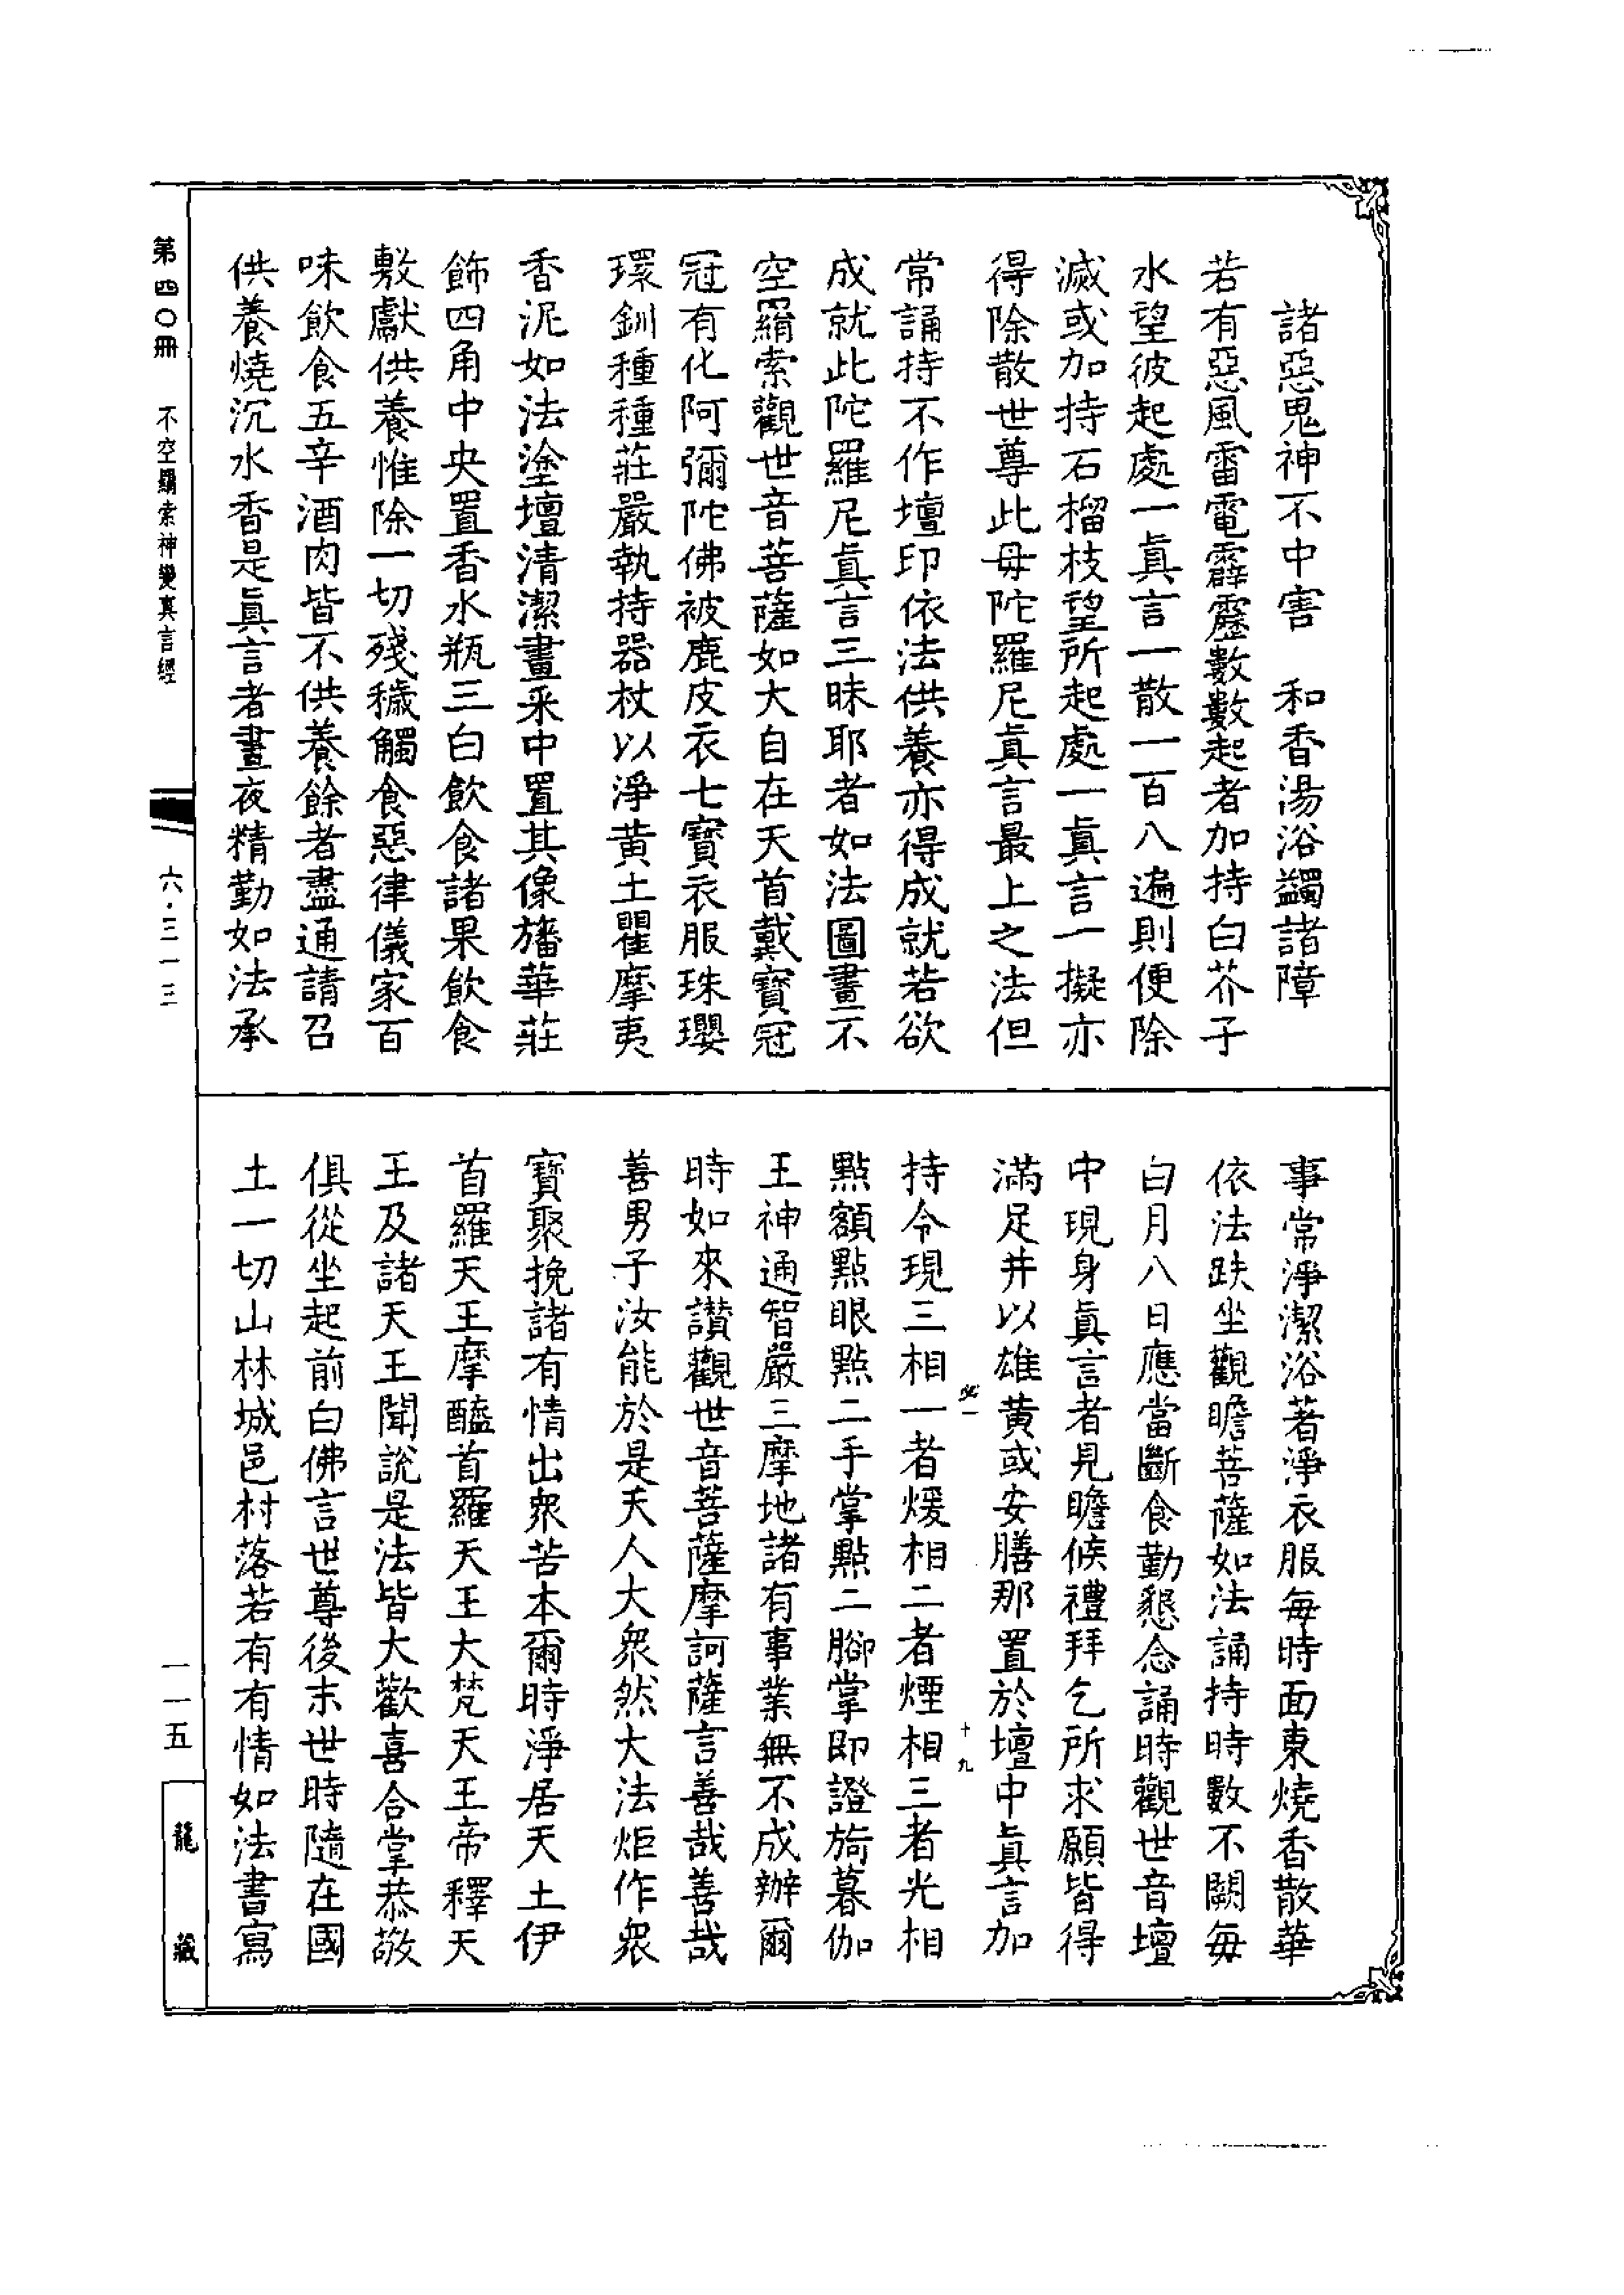 諸惡鬼神不中害　和香湯浴蠲諸障
若有惡風雷電霹靂數數起者加持白芥子
水望彼起處一眞言一散一百八遍則便除
滅或加持石榴枝望所起處一眞言一擬亦
得除散世尊此母陀羅尼眞言最上之法但
常誦持不作壇印依法供養亦得成就若欲
成就此陀羅尼眞言三昧耶者如法圖畫不
空羂索觀世音菩薩如大自在天首戴寶冠
冠有化阿彌陀佛被鹿皮衣七寶衣服珠瓔
環釧種種莊嚴執持器杖以淨黄土瞿摩夷
香泥如法塗壇清潔畫采中置其像旛華莊
飾四角中央置香水瓶三白飲食諸果飲食
敷獻供養惟除一切殘穢觸食惡律儀家百
味飲食五辛酒肉皆不供養餘者盡通請召
供養燒沉水香是眞言者晝夜精勤如法承
事常淨潔浴著淨衣服每時面東燒香散華
依法趺坐觀瞻菩薩如法誦持時數不闕每
白月八日應當斷食勤懇念誦時觀世音壇
中現身眞言者見瞻候禮拜乞所求願皆得
滿足并以雄黄或安膳那置於壇中眞言加
十九
持令現三相一者煖相二者煙相三者光相
點額點眼點二手掌點二腳掌即證旖暮伽
王神通智嚴三摩地諸有事業無不成辦爾
時如來讚觀世音菩薩摩訶薩言善哉善哉
善男子汝能於是天人大衆然大法炬作衆
寶聚挽諸有情出衆苦本爾時淨居天士伊
首羅天王摩醯首羅天王大梵天王帝釋天
王及諸天王聞說是法皆大歡喜合掌恭敬
俱從坐起前白佛言世尊後末世時隨在國
土一切山林城邑村落若有有情如法書寫
第四〇冊　不空羂索神變真言經
六·三一三
一一五
龍藏